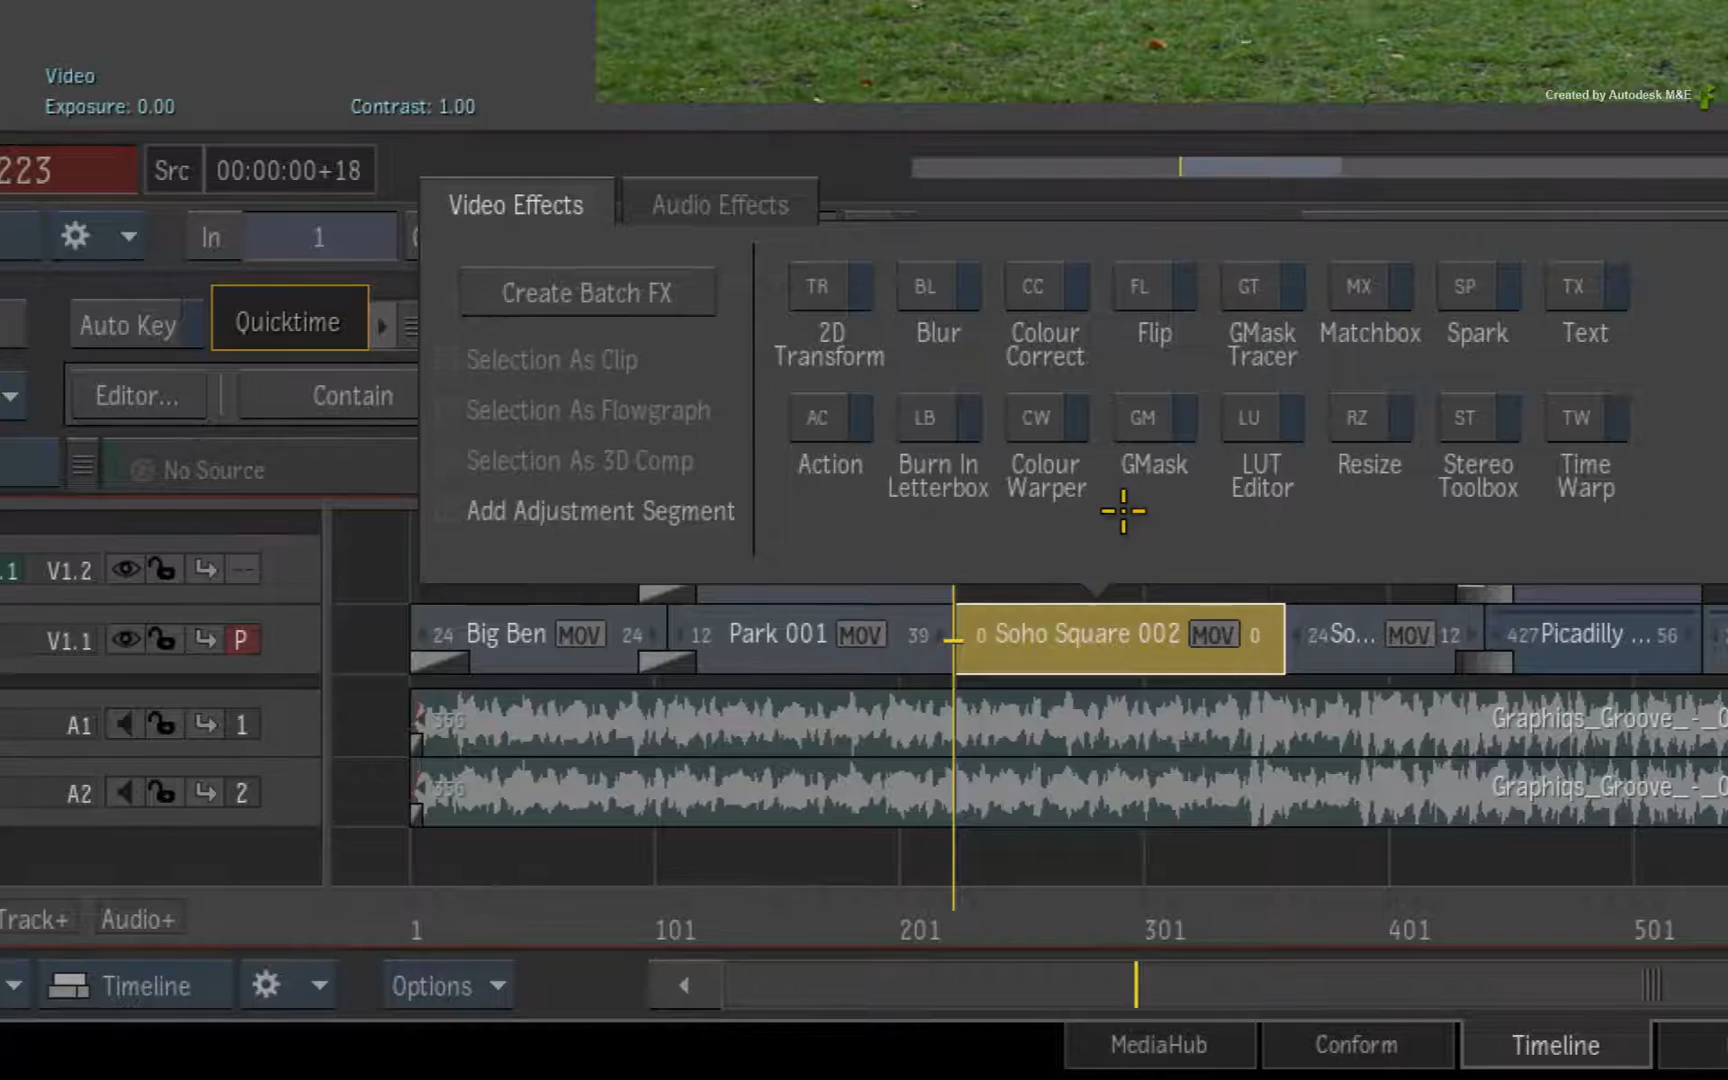 Video
Exposure: 0.00 Contrast: 1.00
Created by Autodesk M&E
223 Src 00:00:00+18
Video Effects Audio Effects
In 1
Create Batch FX
TR BL CC FL GT MX SP TX
2D Transform Blur Colour Correct Flip GMask Tracer Matchbox Spark Text
Auto Key Quicktime
Selection As Clip
Editor... Contain
Selection As Flowgraph
AC LB CW GM LU RZ ST TW
Action Burn In Letterbox Colour Warper GMask LUT Editor Resize Stereo Toolbox Time Warp
No Source
Selection As 3D Comp
Add Adjustment Segment
.1 V1.2 --
V1.1 P
24 Big Ben MOV 24 12 Park 001 MOV 39 0 Soho Square 002 MOV 0 24 So... MOV 12 427 Picadilly ... 56
A1 1 356 Graphiqs_Groove_-_0
A2 2 356 Graphiqs_Groove_-_0
Track+ Audio+ 1 101 201 301 401 501
Timeline Options
MediaHub Conform Timeline